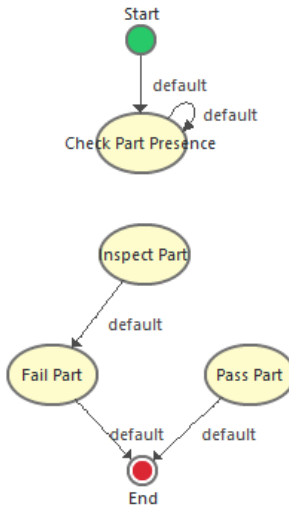 Start
default
default
Check Part Presence
Inspect Part
default
Fail Part
Pass Part
default
default
End